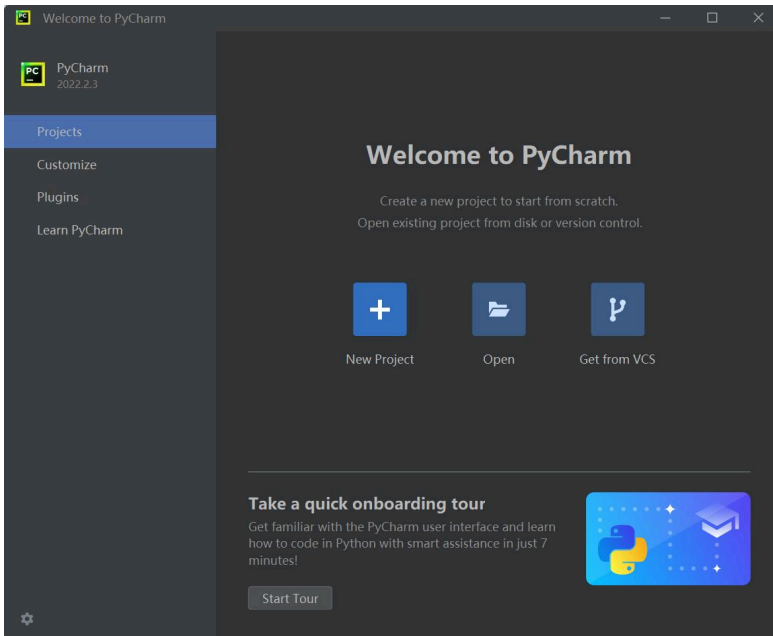 Welcome to PyCharm
PC
PyCharm
2022.2.3
Projects
Customize
Plugins
Learn PyCharm
Welcome to PyCharm
Create a new project to start from scratch.
Open existing project from disk or version control.
New Project
Open
Get from VCS
Take a quick onboarding tour
Get familiar with the PyCharm user interface and learn
how to code in Python with smart assistance in just 7
minutes!
Start Tour